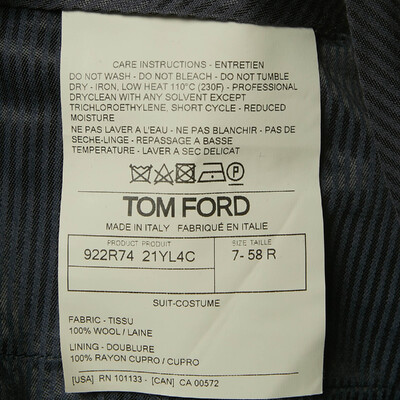 CARE INSTRUCTIONS - ENTRETIEN
DO NOT WASH - DO NOT BLEACH - DO NOT TUMBLE
DRY - IRON, LOW HEAT 110°C (230F) - PROFESSIONAL
DRYCLEAN WITH ANY SOLVENT EXCEPT
TRICHLOROETHYLENE, SHORT CYCLE - REDUCED
MOISTURE
NE PAS LAVER A L'EAU - NE PAS BLANCHIR - PAS DE
SECHE-LINGE - REPASSAGE A BASSE
TEMPERATURE - LAVER A SEC DELICAT
P
TOM FORD
MADE IN ITALY FABRIQUÉ EN ITALIE
PRODUCT PRODUIT SIZE TAILLE
922R74 21YL4C 7- 58 R
SUIT-COSTUME
FABRIC - TISSU
100% WOOL / LAINE
LINING - DOUBLURE
100% RAYON CUPRO / CUPRO
[USA] RN 101133 - [CAN] CA 00572